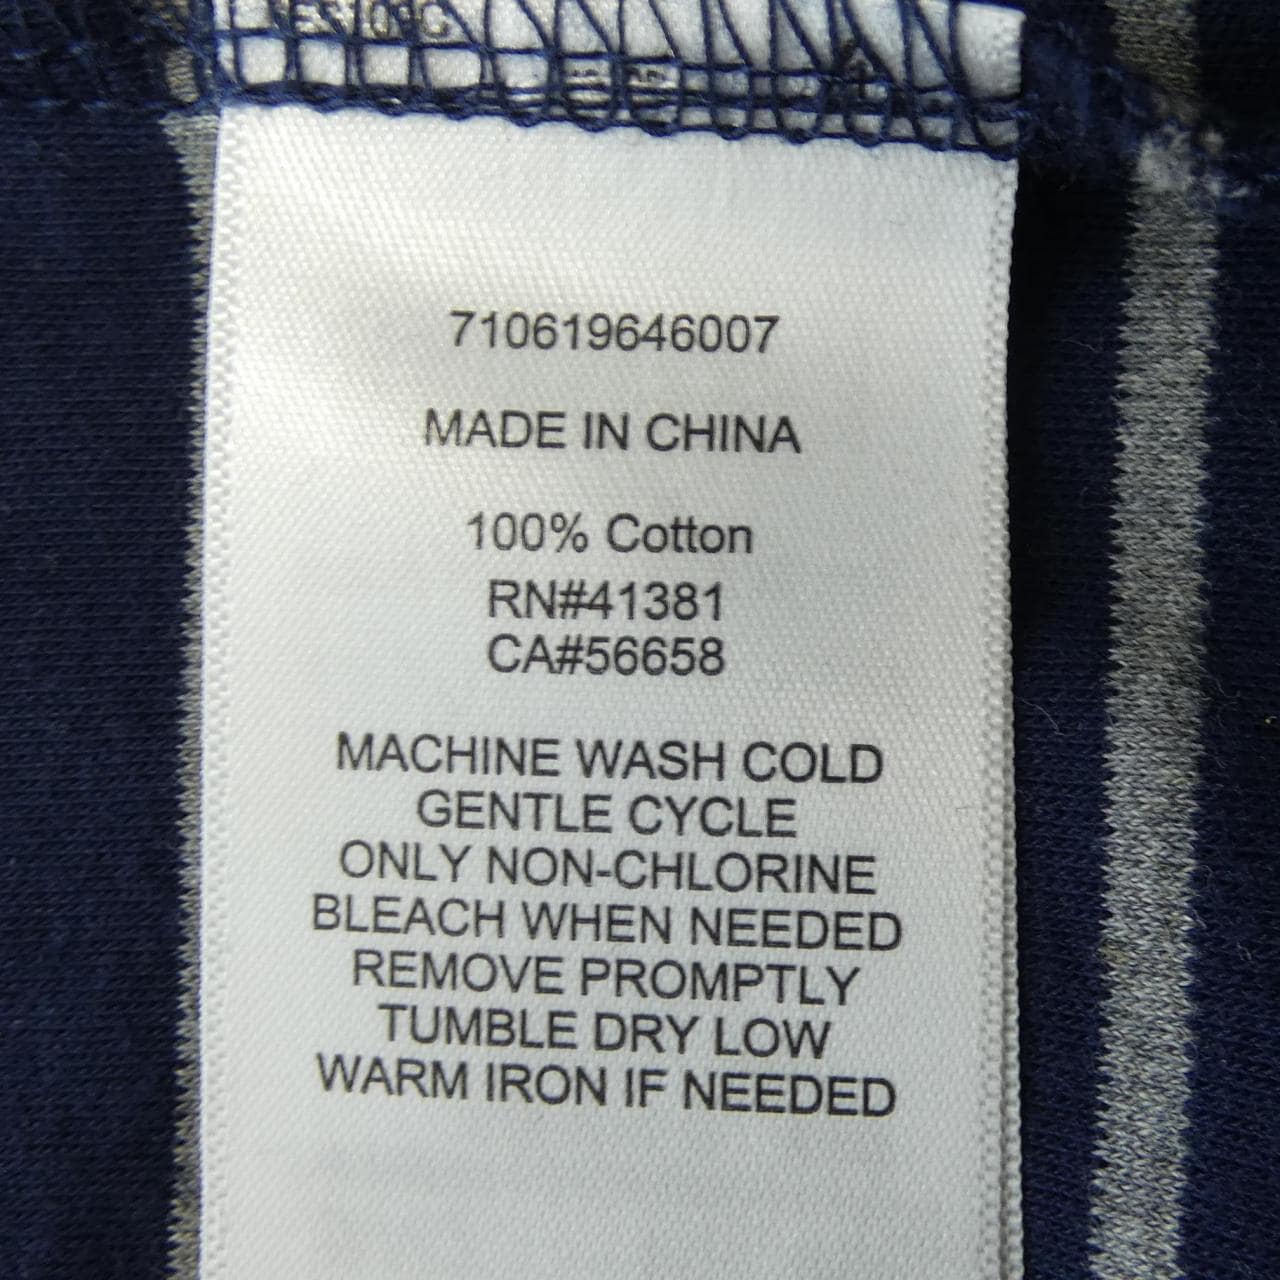 710619646007
MADE IN CHINA
100% Cotton
RN#41381
CA#56658
MACHINE WASH COLD
GENTLE CYCLE
ONLY NON-CHLORINE
BLEACH WHEN NEEDED
REMOVE PROMPTLY
TUMBLE DRY LOW
WARM IRON IF NEEDED